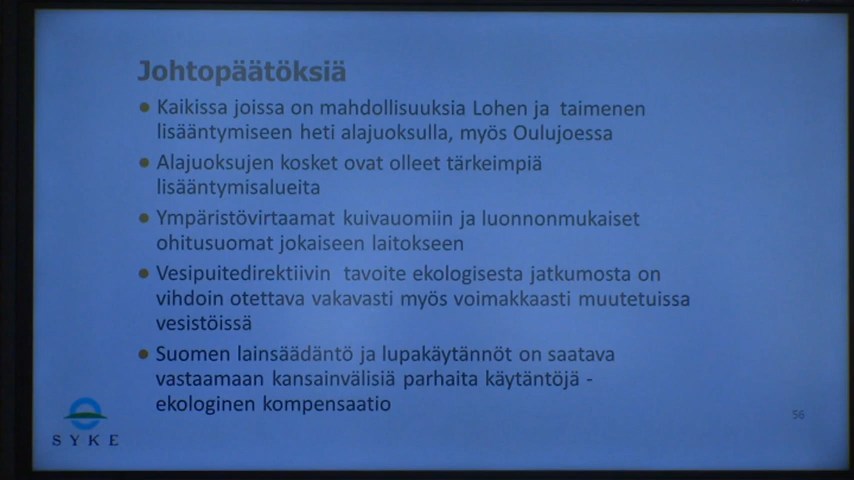 Johtopäätöksiä
● Kaikissa joissa on mahdollisuuksia Lohen ja taimenen
lisääntymiseen heti alajuoksulla, myös Oulujoessa
● Alajuoksujen kosket ovat olleet tärkeimpiä
lisääntymisalueita
● Ympäristövirtaamat kuivauomiin ja luonnonmukaiset
ohitusuomat jokaiseen laitokseen
● Vesipuitedirektiivin tavoite ekologisesta jatkumosta on
vihdoin otettava vakavasti myös voimakkaasti muutetuissa
vesistöissä
● Suomen lainsäädäntö ja lupakäytännöt on saatava
vastaamaan kansainvälisiä parhaita käytäntöjä -
ekologinen kompensaatio
56
SYKE